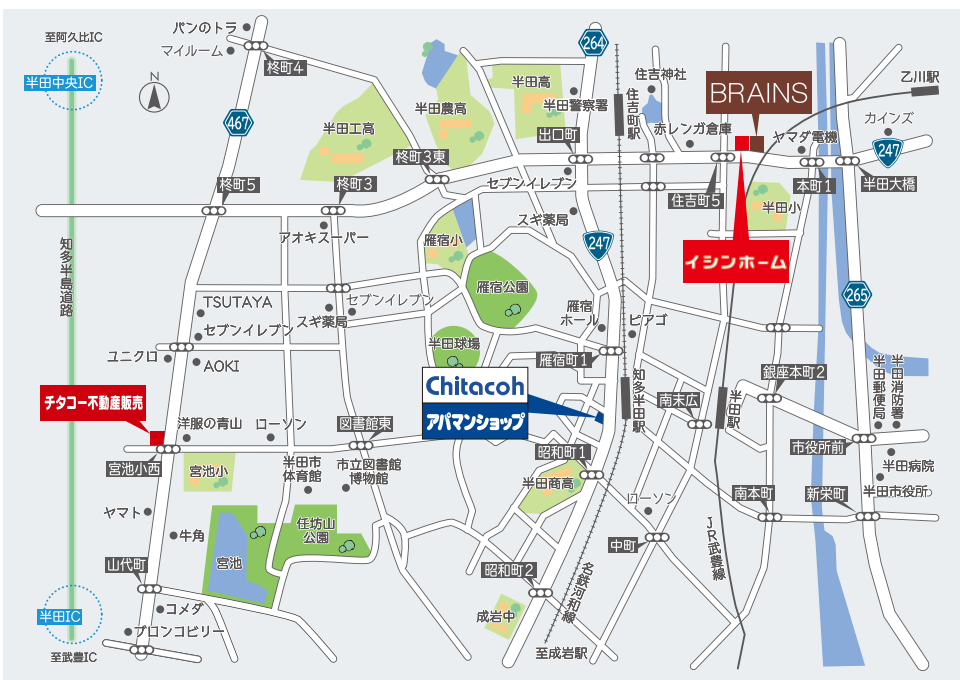 パンのトラ
至阿久比IC
マイルーム
264
柊町4
住吉神社
BRAINS
乙川駅
半田中央IC
N
半田高
半田農高
半田警察署
住吉町駅
467
半田工高
出口町
赤レンガ倉庫
ヤマダ電機
カインズ
247
柊町3東
柊町5
柊町3
セブンイレブン
住吉町5
本町1
半田大橋
スギ薬局
半田小
アオキスーパー
雁宿小
247
イシンホーム
知多半島道路
雁宿公園
265
TSUTAYA
セブンイレブン
スギ薬局
雁宿
ホール
ピアゴ
セブンイレブン
ユニクロ
半田球場
AOKI
雁宿町1
銀座本町2
半田郵便局
半田消防署
Chitacoh
アパマンショップ
知多半田駅
南末広
半田駅
チタコー不動産販売
洋服の青山
ローソン
図書館東
市役所前
宮池小西
宮池小
半田市
体育館
市立図書館
博物館
昭和町1
半田商高
半田病院
半田市役所
ローソン
南本町
新栄町
ヤマト
任坊山
公園
牛角
宮池
中町
JR武豊線
山代町
昭和町2
名鉄河和線
コメダ
半田IC
成岩中
ブロンコビリー
至武豊IC
至成岩駅